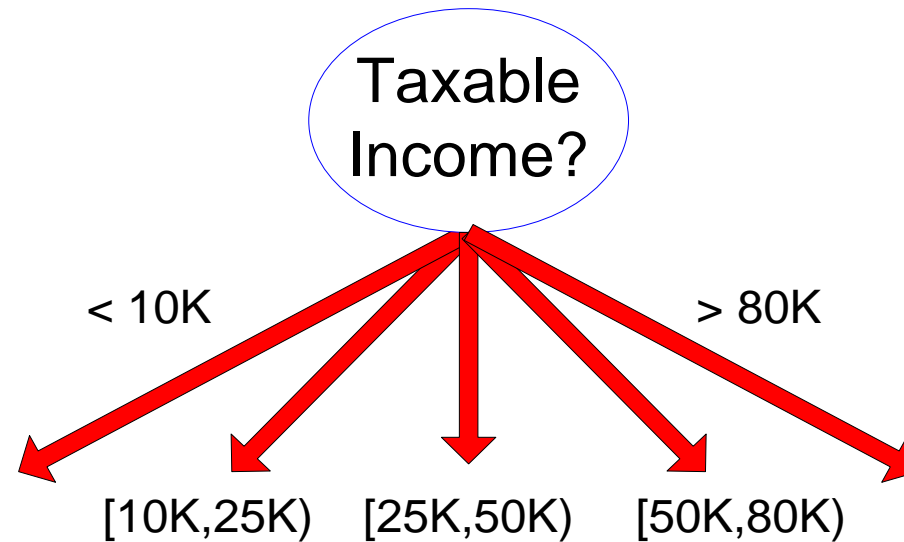 Taxable
Income?
< 10K
> 80K
[10K,25K)
[25K,50K)
[50K,80K)